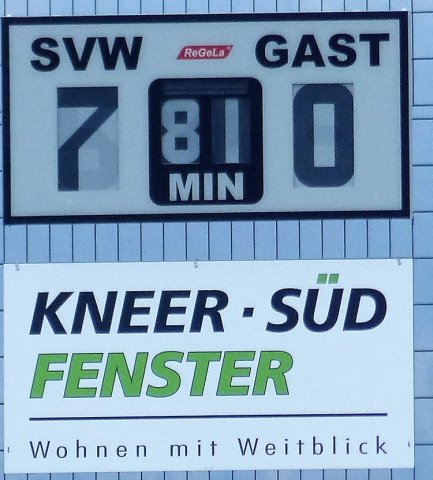 SVW ReGeLa GAST
7 81 0
MIN
KNEER · SÜD
FENSTER
Wohnen mit Weitblick